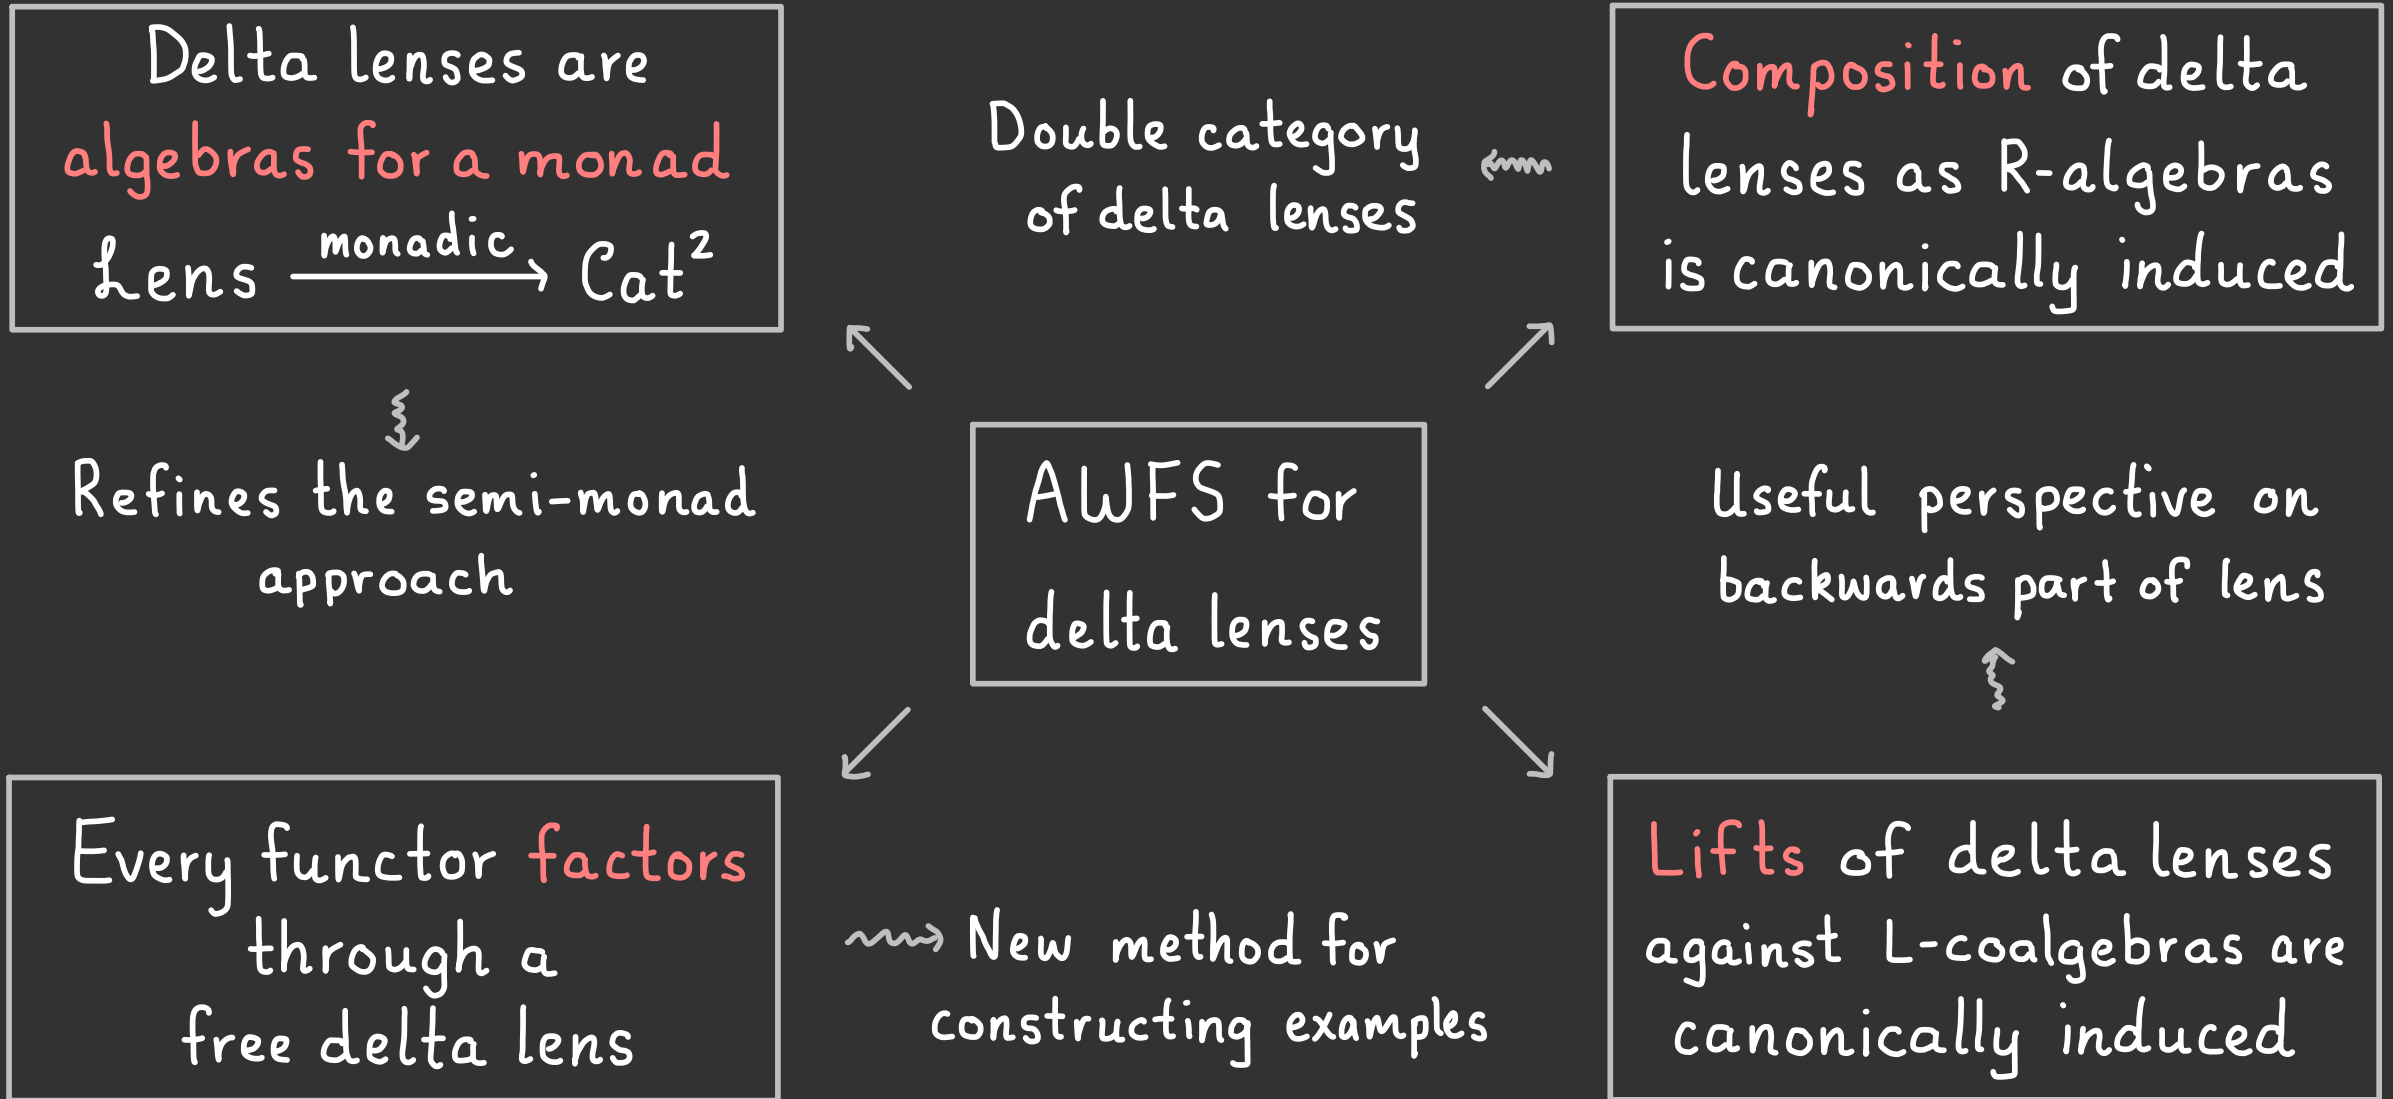 Delta lenses are
algebras for a monad
Lens monadic Cat²
Refines the semi-monad
approach
Every functor factors
through a
free delta lens
Double category
of delta lenses
AWFS for
delta lenses
New method for
constructing examples
Composition of delta
lenses as R-algebras
is canonically induced
Useful perspective on
backwards part of lens
Lifts of delta lenses
against L-coalgebras are
canonically induced